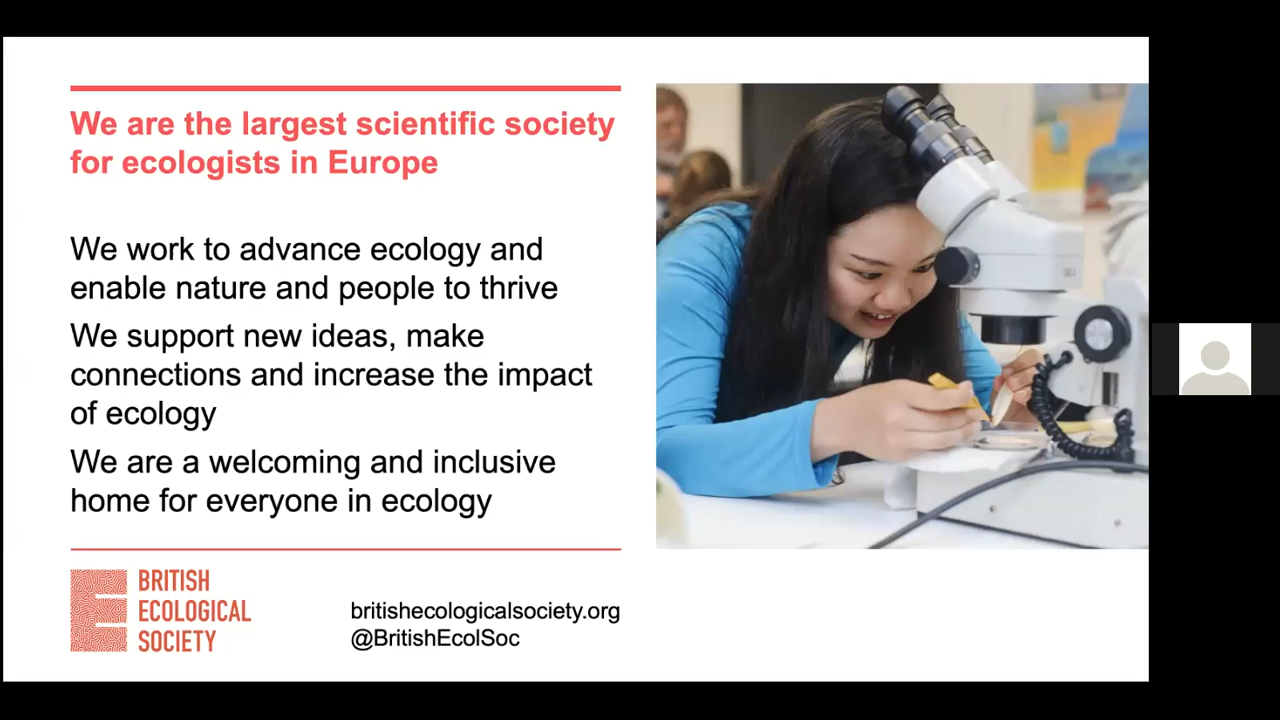 We are the largest scientific society
for ecologists in Europe
We work to advance ecology and
enable nature and people to thrive
We support new ideas, make
connections and increase the impact
of ecology
We are a welcoming and inclusive
home for everyone in ecology
BRITISH
ECOLOGICAL
SOCIETY
britishecologicalsociety.org
@BritishEcolSoc